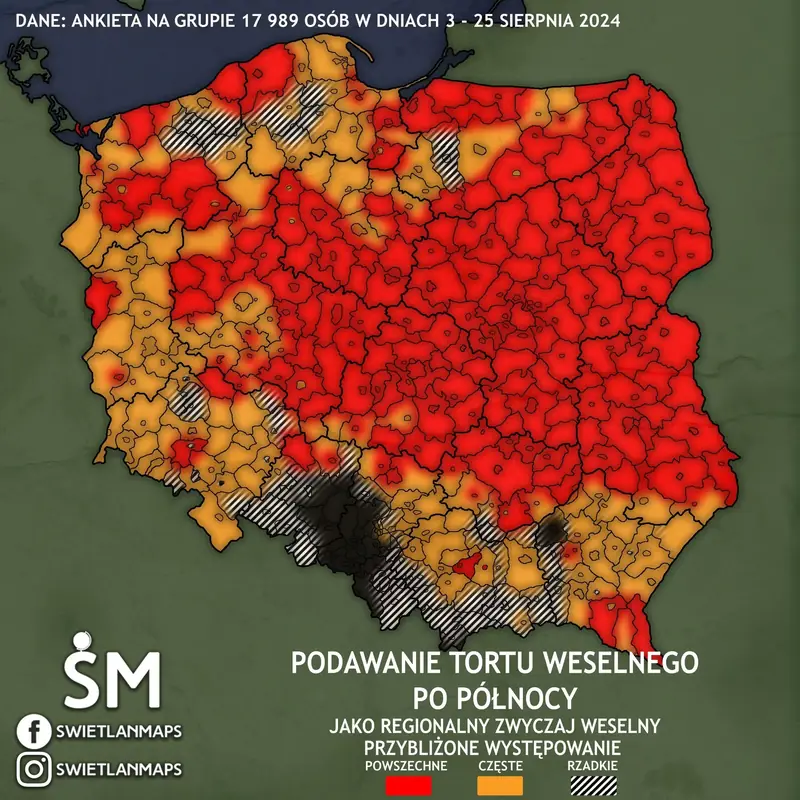 DANE: ANKIETA NA GRUPIE 17 989 OSÓB W DNIACH 3 - 25 SIERPNIA 2024
ŚM
SWIETLANMAPS
SWIETLANMAPS
PODAWANIE TORTU WESELNEGO
PO PÓŁNOCY
JAKO REGIONALNY ZWYCZAJ WESELNY
PRZYBLIŻONE WYSTĘPOWANIE
POWSZECHNE CZĘSTE RZADKIE